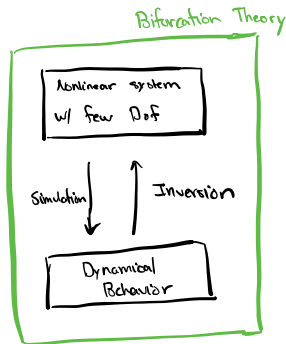 Bifurcation Theory
Nonlinear system
w/ few Dof
Simulation
Inversion
Dynamical
Behavior